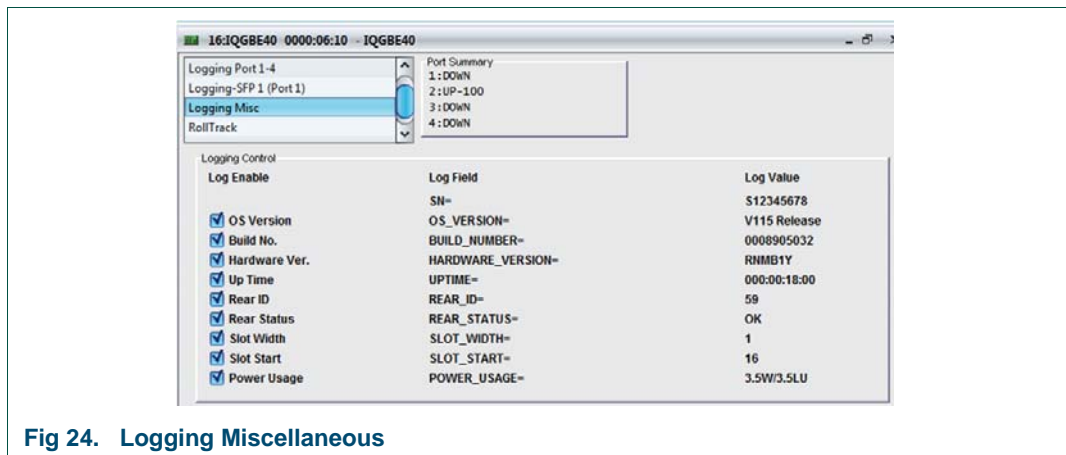 16:IQGBE40 0000:06:10 - IQGBE40
Logging Port 1-4
Logging-SFP 1 (Port 1)
Logging Misc
RollTrack
Port Summary
1:DOWN
2:UP-100
3:DOWN
4:DOWN
Logging Control
Log Enable Log Field Log Value
SN= S12345678
OS Version OS_VERSION= V115 Release
Build No. BUILD_NUMBER= 0008905032
Hardware Ver. HARDWARE_VERSION= RNMB1Y
Up Time UPTIME= 000:00:18:00
Rear ID REAR_ID= 59
Rear Status REAR_STATUS= OK
Slot Width SLOT_WIDTH= 1
Slot Start SLOT_START= 16
Power Usage POWER_USAGE= 3.5W/3.5LU
Fig 24. Logging Miscellaneous